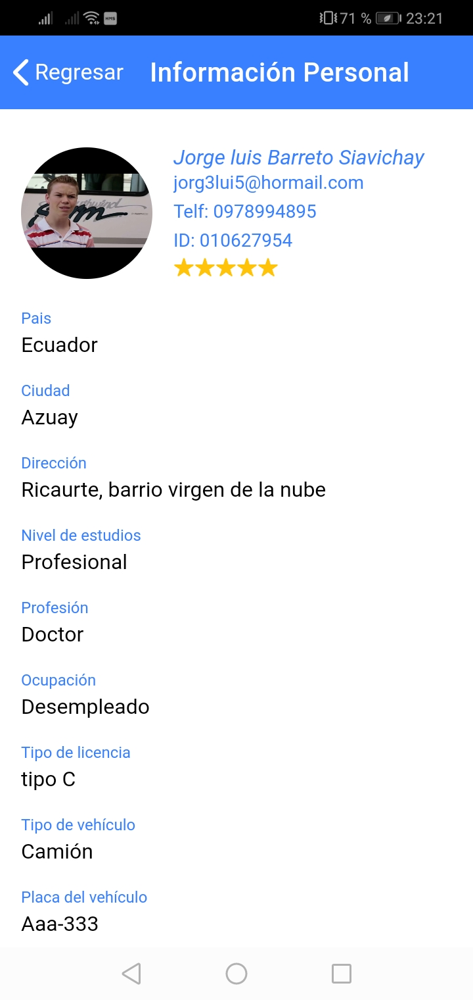 HMS 71 % 23:21
Regresar Información Personal
Jorge luis Barreto Siavichay
jorg3lui5@hormail.com
Telf: 0978994895
ID: 010627954
Pais
Ecuador
Ciudad
Azuay
Dirección
Ricaurte, barrio virgen de la nube
Nivel de estudios
Profesional
Profesión
Doctor
Ocupación
Desempleado
Tipo de licencia
tipo C
Tipo de vehículo
Camión
Placa del vehículo
Aaa-333